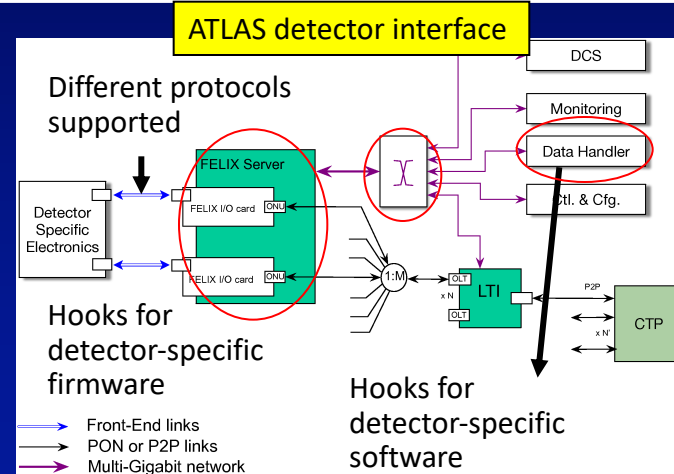 ATLAS detector interface
DCS
Different protocols
supported
Monitoring
FELIX Server
Data Handler
FELIX I/O card
ONU
Detector
Specific
Electronics
Ctl. & Cfg.
FELIX I/O card
ONU
1:M
OLT
x N
OLT
LTI
P2P
x N'
CTP
Hooks for
detector-specific
firmware
Hooks for
detector-specific
software
Front-End links
PON or P2P links
Multi-Gigabit network